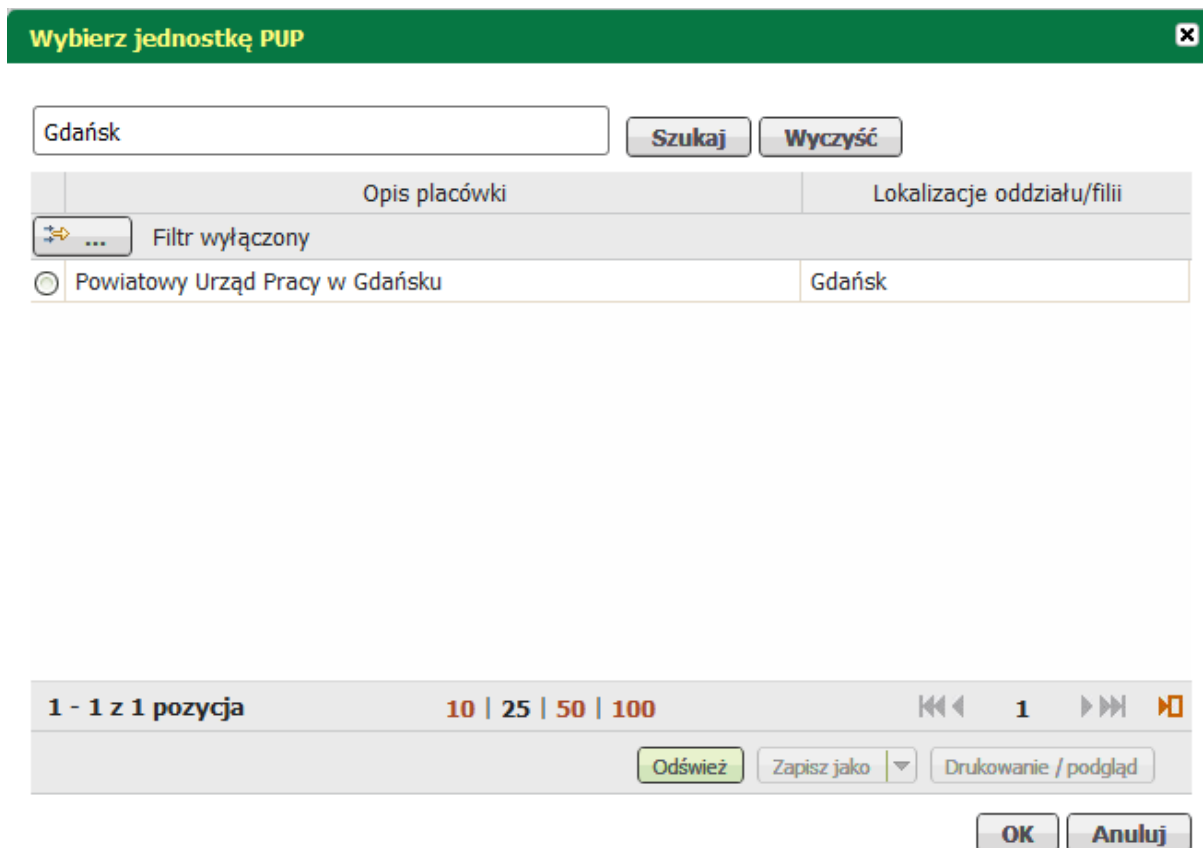 Wybierz jednostkę PUP
Gdańsk Szukaj Wyczyść
Opis placówki Lokalizacje oddziału/filii
... Filtr wyłączony
Powiatowy Urząd Pracy w Gdańsku Gdańsk
1 - 1 z 1 pozycja 10 | 25 | 50 | 100 1
Odśwież Zapisz jako Drukowanie / podgląd
OK Anuluj